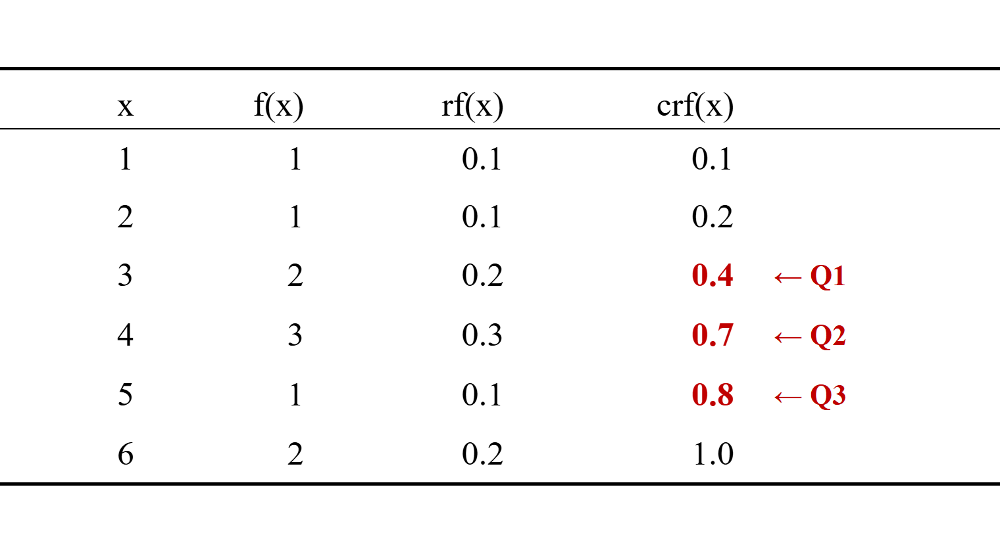 x f(x) rf(x) crf(x)
1 1 0.1 0.1
2 1 0.1 0.2
3 2 0.2 0.4 ← Q1
4 3 0.3 0.7 ← Q2
5 1 0.1 0.8 ← Q3
6 2 0.2 1.0